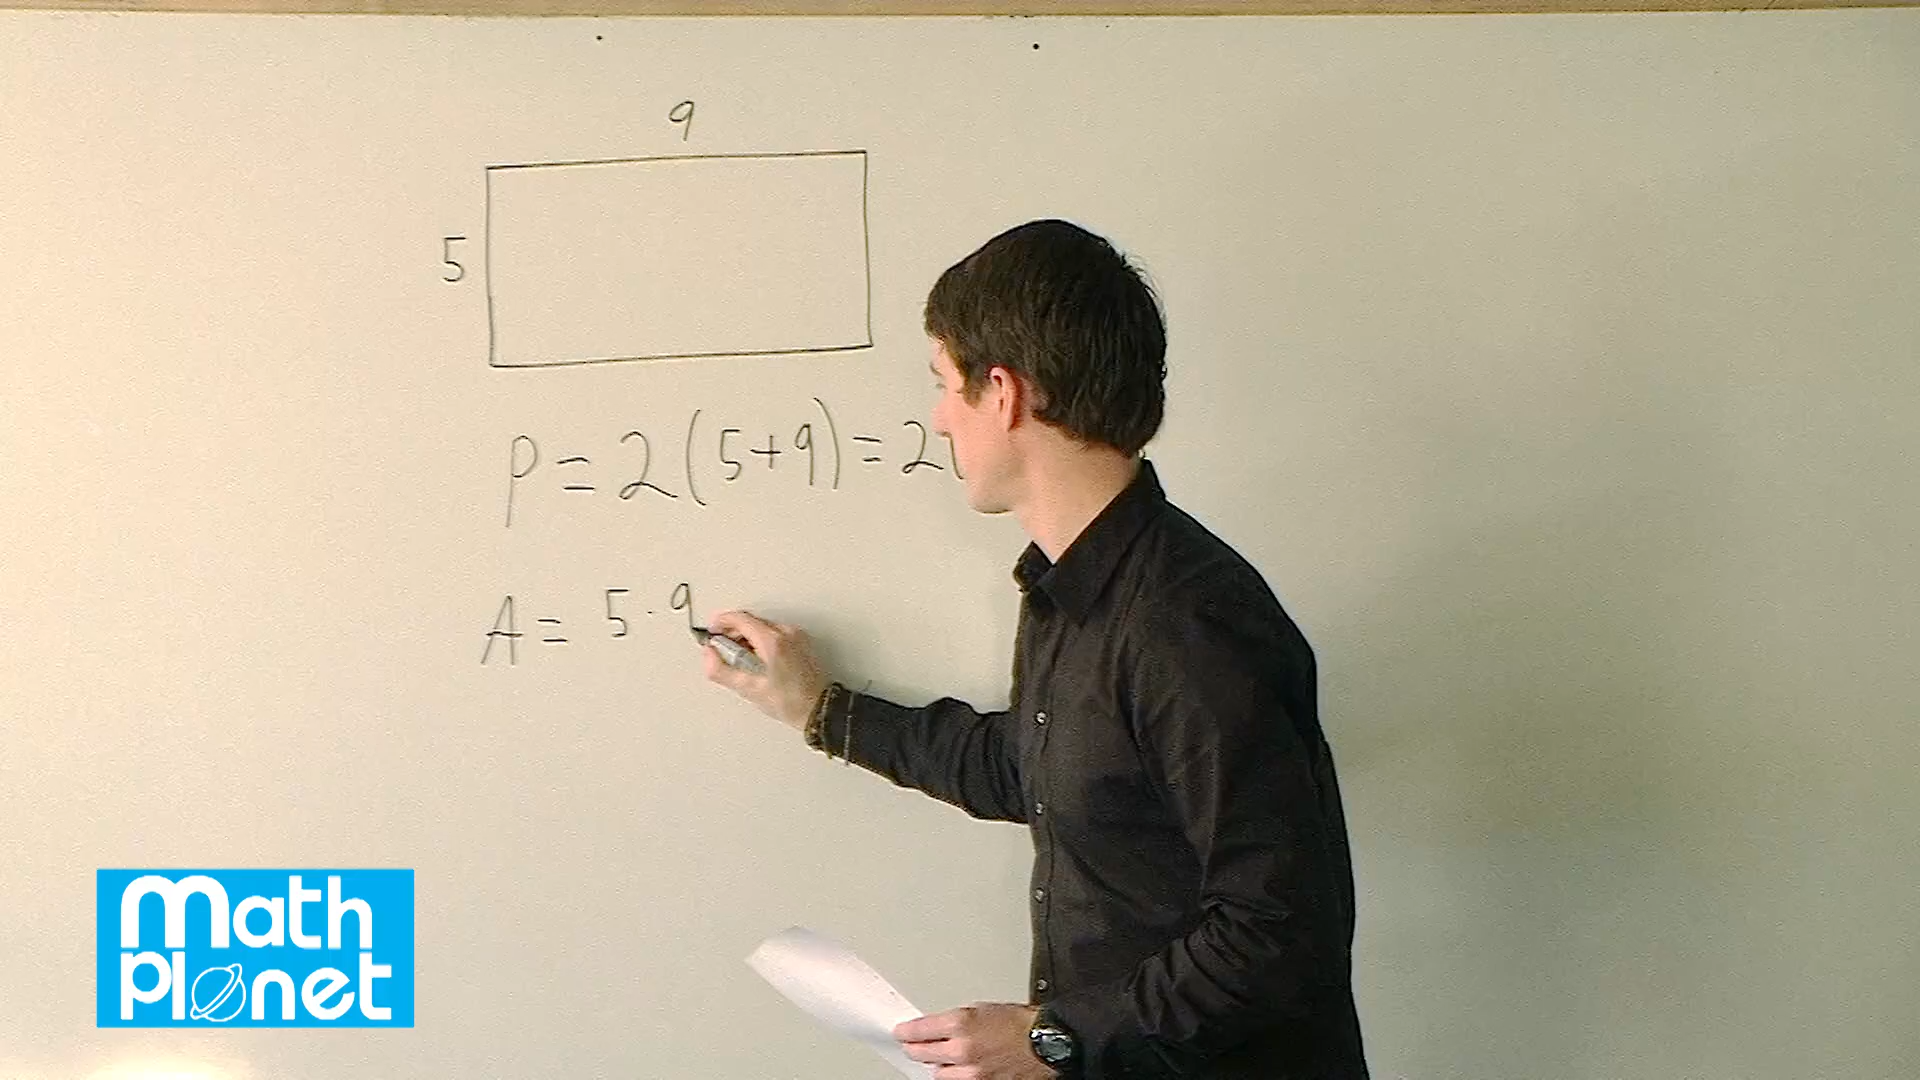 9
5
P = 2(5+9) = 2
A = 5·9
math
planet